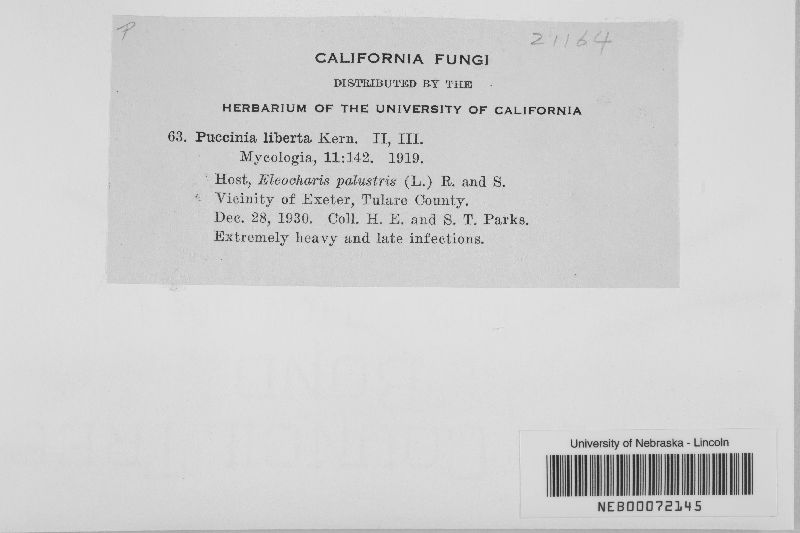 P
21164
CALIFORNIA FUNGI
DISTRIBUTED BY THE
HERBARIUM OF THE UNIVERSITY OF CALIFORNIA
63. Puccinia liberta Kern. II, III.
Mycologia, 11:142. 1919.
Host, Eleocharis palustris (L.) R. and S.
Vicinity of Exeter, Tulare County.
Dec. 28, 1930. Coll. H. E. and S. T. Parks.
Extremely heavy and late infections.
University of Nebraska - Lincoln
NEB00072145